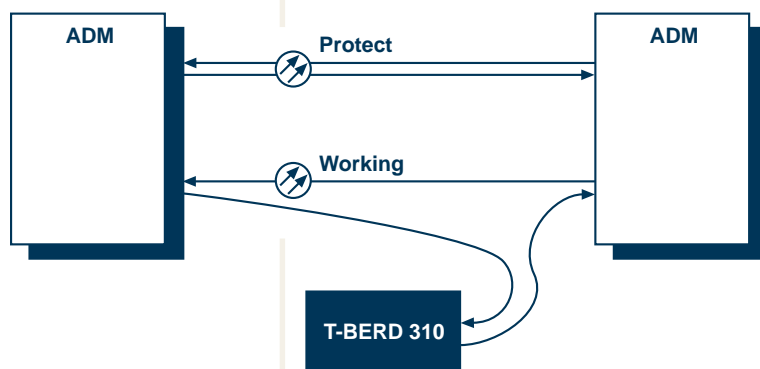 ADM
ADM
Protect
Working
T-BERD 310